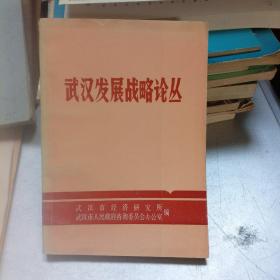 武汉发展战略论丛
武汉市经济研究所
武汉市人民政府咨询委员会办公室
编